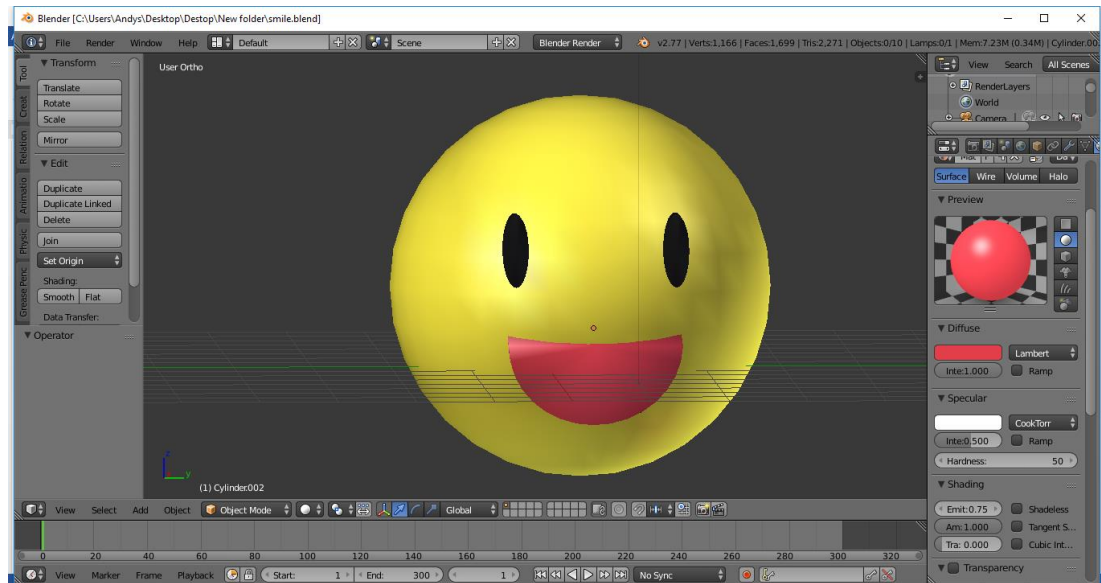 Blender [C:\Users\Andys\Desktop\Destop\New folder\smile.blend]
File Render Window Help Default Scene Blender Render v2.77 | Verts:1,166 | Faces:1,699 | Tris:2,271 | Objects:0/10 | Lamps:0/1 | Mem:7.23M (0.34M) | Cylinder.00
Transform
Translate
Rotate
Scale
Mirror
Edit
Duplicate
Duplicate Linked
Delete
Join
Set Origin
Shading:
Smooth Flat
Data Transfer:
Operator
Tool
Creat
Relation
Animatio
Physic
Grease Penc
User Ortho
z
y
(1) Cylinder.002
View Search All Scenes
RenderLayers
World
Camera
Surface Wire Volume Halo
Preview
Diffuse
Lambert
Inte:1.000 Ramp
Specular
CookTorr
Inte:0.500 Ramp
Hardness: 50
Shading
Emit:0.75 Shadeless
Am: 1.000 Tangent S...
Tra: 0.000 Cubic Int...
Transparency
View Select Add Object Object Mode Global
0 20 40 60 80 100 120 140 160 180 200 220 240 260 280 300 320
View Marker Frame Playback Start: 1 End: 300 1 No Sync